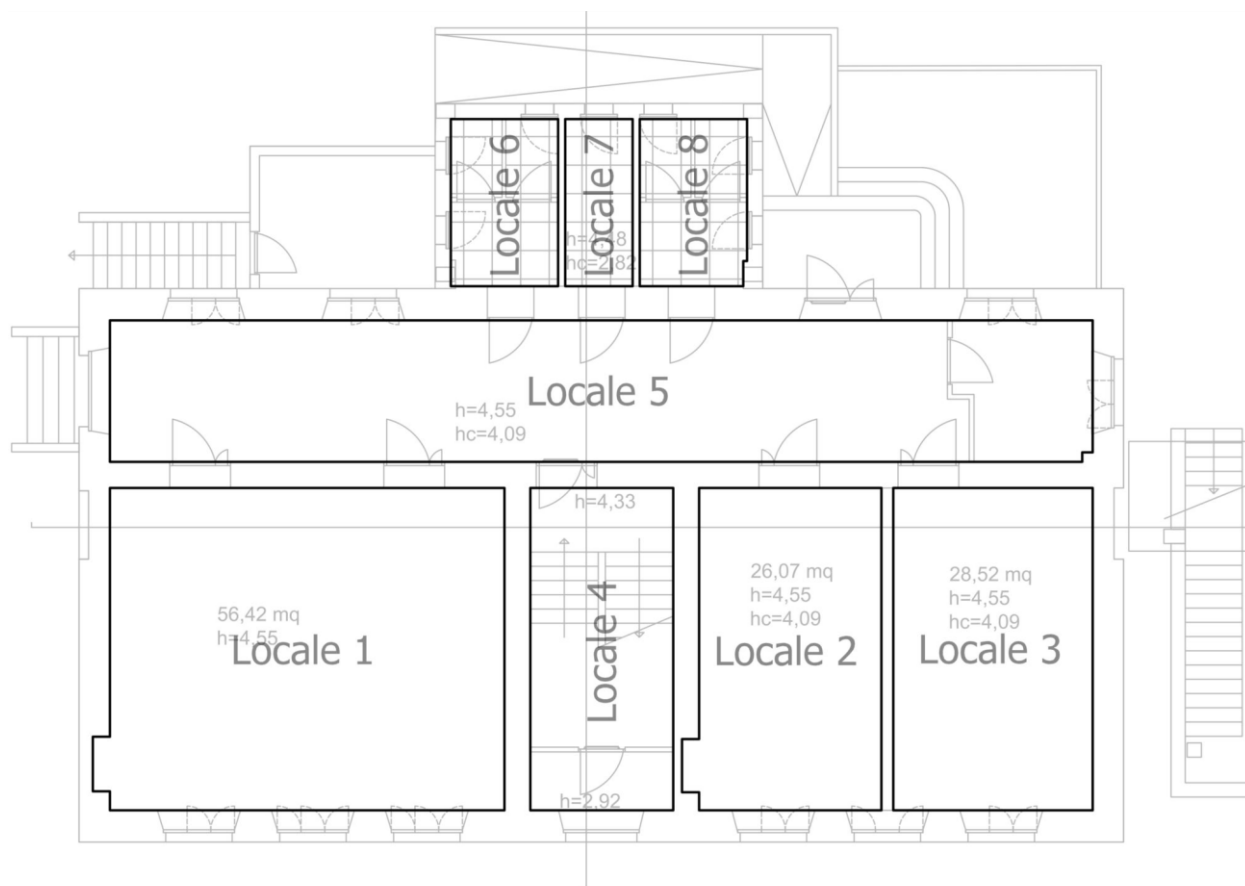 Locale 6
Locale 7
Locale 8
h=4,48
hc=2,82
Locale 5
h=4,55
hc=4,09
h=4,33
56,42 mq
h=4,55
Locale 1
Locale 4
h=2,92
26,07 mq
h=4,55
hc=4,09
Locale 2
28,52 mq
h=4,55
hc=4,09
Locale 3